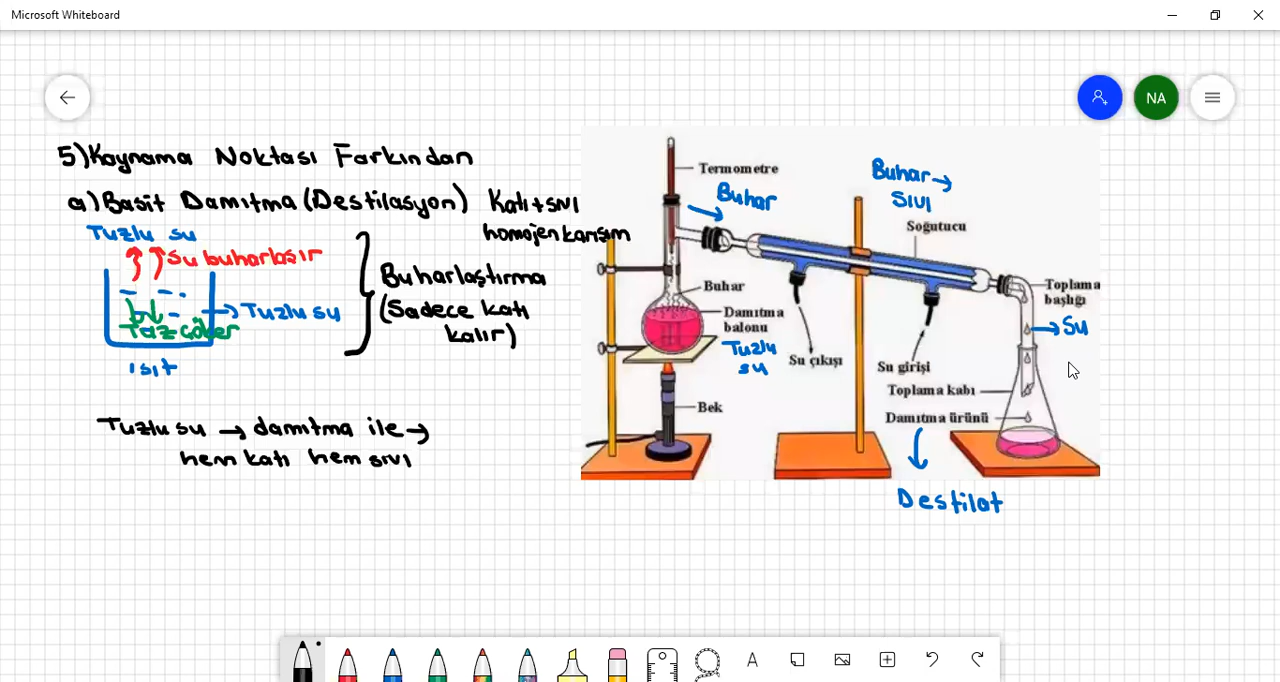 Microsoft Whiteboard
NA
5)Kaynama Noktası Farkından
a)Basit Damıtma(Destilasyon) Katı+sıvı
homojen karışım
Tuzlu su
Su buharlaşır
Tuzlu su
Tuz çöker
ısıt
Buharlaştırma
(Sadece katı
kalır)
Tuzlu su → damıtma ile →
hem katı hem sıvı
Termometre
Buhar
Buhar →
Sıvı
Soğutucu
Buhar
Damıtma
balonu
Tuzlu
su
Su çıkışı
Su girişi
Toplama
başlığı
→ Su
Toplama kabı
Damıtma ürünü
Bek
Destilat
A